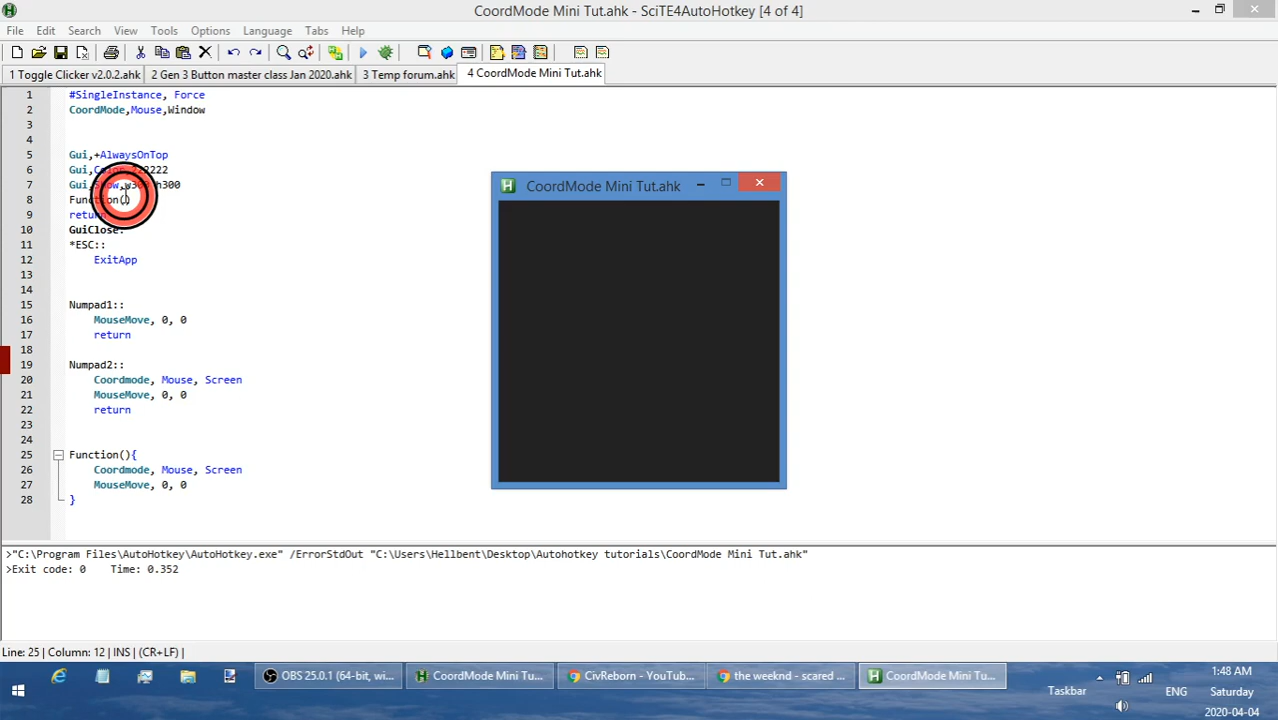 CoordMode Mini Tut.ahk - SciTE4AutoHotkey [4 of 4]
File Edit Search View Tools Options Language Tabs Help
1 Toggle Clicker v2.0.2.ahk 2 Gen 3 Button master class Jan 2020.ahk 3 Temp forum.ahk 4 CoordMode Mini Tut.ahk
1 #SingleInstance, Force
2 CoordMode,Mouse,Window
3
4
5 Gui,+AlwaysOnTop
6 Gui,Color,222222
7 Gui,Show,w300 h300
8 Function()
9 return
10 GuiClose:
11 *ESC::
12 ExitApp
13
14
15 Numpad1::
16 MouseMove, 0, 0
17 return
18
19 Numpad2::
20 Coordmode, Mouse, Screen
21 MouseMove, 0, 0
22 return
23
24
25 Function(){
26 Coordmode, Mouse, Screen
27 MouseMove, 0, 0
28 }
CoordMode Mini Tut.ahk
>"C:\Program Files\AutoHotkey\AutoHotkey.exe" /ErrorStdOut "C:\Users\Hellbent\Desktop\Autohotkey tutorials\CoordMode Mini Tut.ahk"
>Exit code: 0 Time: 0.352
Line: 25 | Column: 12 | INS | (CR+LF) |
OBS 25.0.1 (64-bit, wi... CoordMode Mini Tu... CivReborn - YouTub... the weeknd - scared ... CoordMode Mini Tu...
Taskbar
ENG
1:48 AM
Saturday
2020-04-04